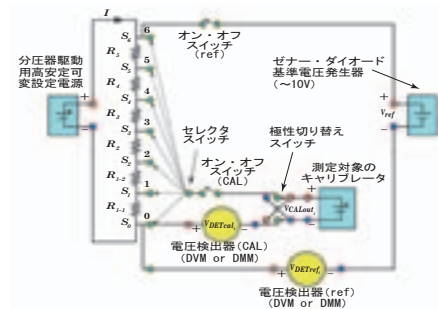 I
6
S₆
オン・オフ
スイッチ
(ref)
R₅
5
S₅
ゼナー・ダイオード
基準電圧発生器
(～10V)
分圧器駆動
用高安定可
変設定電源
R₄
4
S₄
R₃
3
S₃
Vref
セレクタ
スイッチ
極性切り替え
スイッチ
R₂
2
S₂
オン・オフ
スイッチ
(CAL)
測定対象の
キャリブレータ
R₁₋₂
1
S₁
VCALout
R₁₋₁
0
S₀
VDETcal
電圧検出器(CAL)
(DVM or DMM)
VDETref
電圧検出器(ref)
(DVM or DMM)